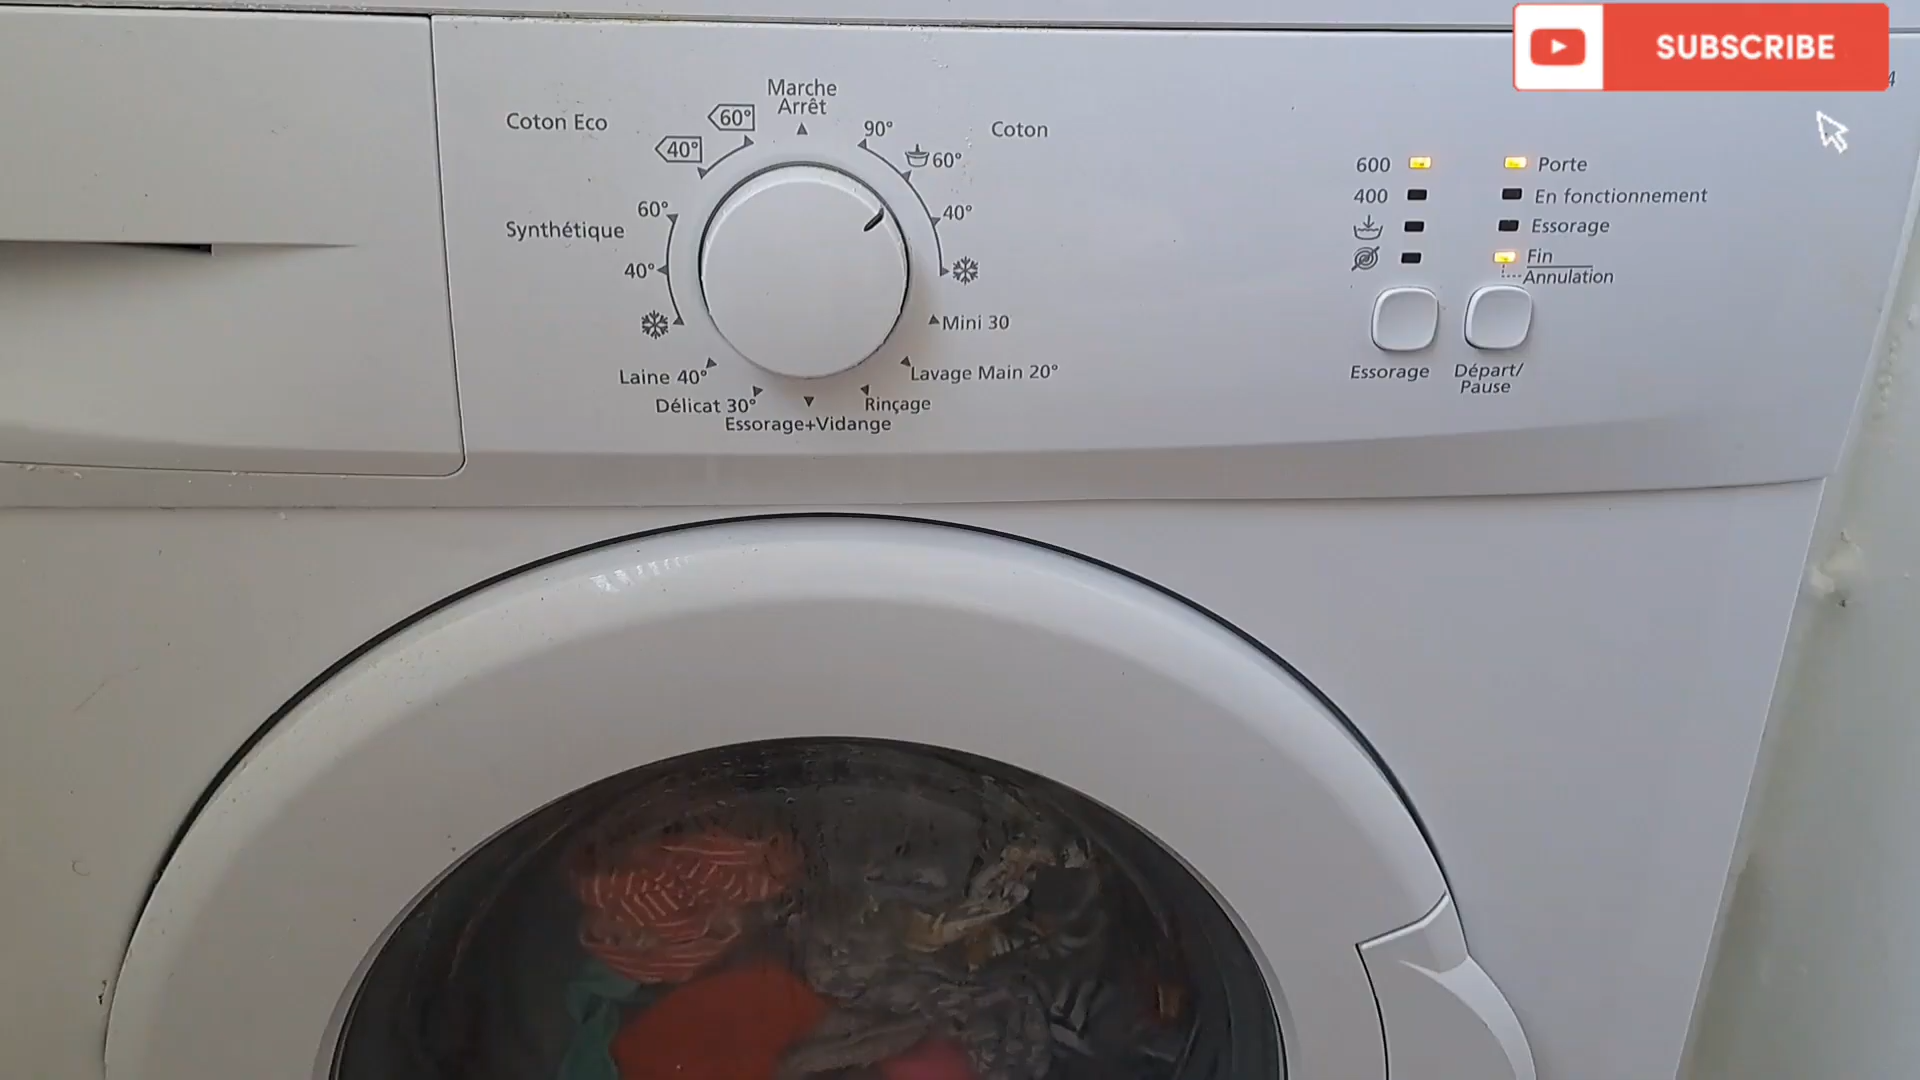 SUBSCRIBE
4
Marche
Arrêt
Coton Eco
60°
40°
90°
Coton
60°
40°
Synthétique
60°
40°
Mini 30
Lavage Main 20°
Rinçage
Essorage+Vidange
Délicat 30°
Laine 40°
600
400
Porte
En fonctionnement
Essorage
Fin
Annulation
Essorage
Départ/
Pause